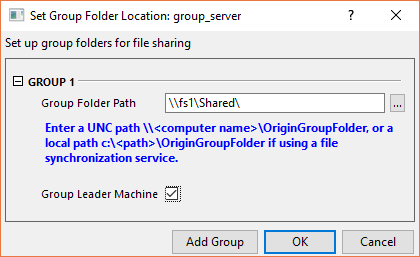 Set Group Folder Location: group_server
Set up group folders for file sharing
GROUP 1
Group Folder Path \\fs1\Shared\ ...
Enter a UNC path \\<computer name>\OriginGroupFolder, or a
local path c:\<path>\OriginGroupFolder if using a file
synchronization service.
Group Leader Machine
Add Group OK Cancel